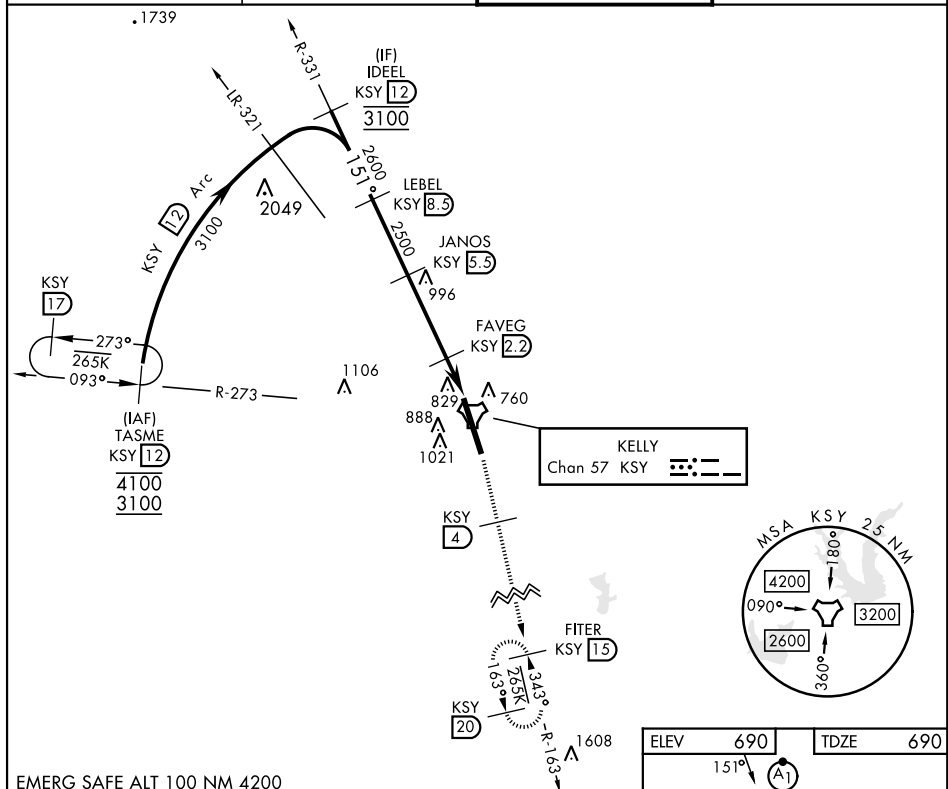 .1739
R-331
(IF)
IDEEL
KSY 12
3100
LR-321
2600
151°
LEBEL
KSY 8.5
KSY 12 Arc
3100
2049
2500
JANOS
KSY 5.5
996
KSY
17
273°
265K
093°
R-273
FAVEG
KSY 2.2
1106
829
760
888
1021
(IAF)
TASME
KSY 12
4100
3100
KELLY
Chan 57 KSY
KSY
4
MSA KSY 25 NM
180°
4200
090°
3200
2600
360°
FITER
KSY 15
163°
265K
343°
KSY
20
R-163
1608
ELEV 690
TDZE 690
151°
A1
EMERG SAFE ALT 100 NM 4200